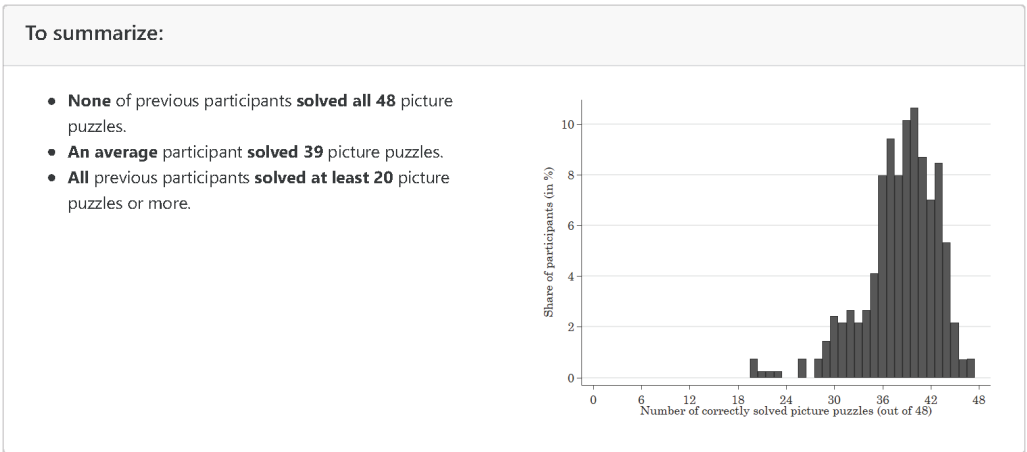 To summarize:
• None of previous participants solved all 48 picture
puzzles.
• An average participant solved 39 picture puzzles.
• All previous participants solved at least 20 picture
puzzles or more.
Share of participants (in %)
10
8
6
4
2
0
0 6 12 18 24 30 36 42 48
Number of correctly solved picture puzzles (out of 48)